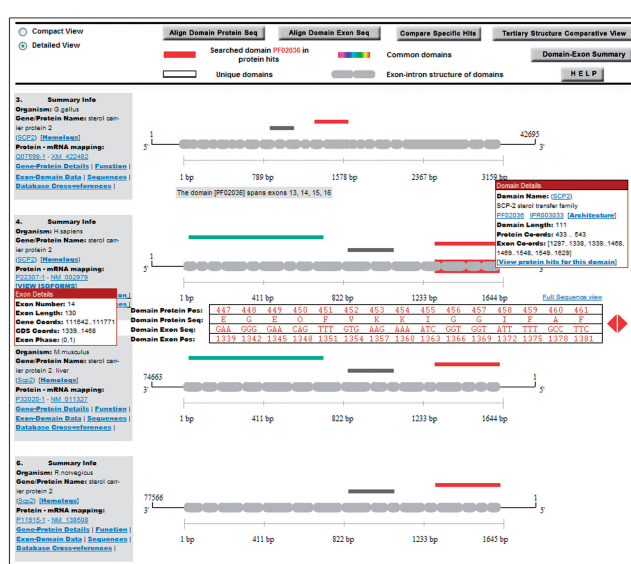 Compact View
Detailed View
Align Domain Protein Seq
Align Domain Exon Seq
Compare Specific Hits
Tertiary Structure Comparative View
Searched domain PF02036 in
protein hits
Common domains
Domain-Exon Summary
Unique domains
Exon-intron structure of domains
H E L P
3. Summary Info
Organism: G.gallus
Gene/Protein Name: sterol carr-
ier protein 2
(SCP2) [Homologs]
Protein - mRNA mapping:
Q07598-1 - XM_422482
Gene-Protein Details | Function |
Exon-Domain Data | Sequences |
Database Cross-references |
1
5'
42695
3'
1 bp 789 bp 1578 bp 2367 bp 3159 bp
The domain [PF02036] spans exons 13, 14, 15, 16
Domain Details
Domain Name: (SCP2)
SCP-2 sterol transfer family
PF02036 IPR003033 [Architecture]
Domain Length: 111
Protein Co-ords: 433 .. 543
Exon Co-ords: [1297..1338, 1339..1468,
1469..1548, 1549..1629]
[View protein hits for this domain]
4. Summary Info
Organism: H.sapiens
Gene/Protein Name: sterol carr-
ier protein 2
(SCP2) [Homologs]
Protein - mRNA mapping:
P22307-1 - NM_002979
[VIEW ISOFORMS]
1
5'
1 bp 411 bp 822 bp 1233 bp 1644 bp
Full Sequence view
Exon Details
Exon Number: 14
Exon Length: 130
Gene Coords: 111642..111771
CDS Coords: 1339..1468
Exon Phase: (0,1)
Domain Protein Pos: 447 448 449 450 451 452 453 454 455 456 457 458 459 460 461
Domain Protein Seq: E G E O F V K K I G G I F A F
Domain Exon Seq: GAA GGG GAA CAG TTT GTG AAG AAA ATC GGT GGT ATT TTT GCC TTC
Domain Exon Pos: 1339 1342 1345 1348 1351 1354 1357 1360 1363 1366 1369 1372 1375 1378 1381
Organism: M.musculus
Gene/Protein Name: sterol carr-
ier protein 2, liver
(Scp2) [Homologs]
Protein - mRNA mapping:
P32020-1 - NM_011327
Gene-Protein Details | Function |
Exon-Domain Data | Sequences |
Database Cross-references |
74663
3'
1
5'
1 bp 411 bp 822 bp 1233 bp 1644 bp
6. Summary Info
Organism: R.norvegicus
Gene/Protein Name: sterol carr-
ier protein 2
(Scp2) [Homologs]
Protein - mRNA mapping:
P11915-1 - NM_138508
Gene-Protein Details | Function |
Exon-Domain Data | Sequences |
Database Cross-references |
77566
3'
1
5'
1 bp 411 bp 822 bp 1233 bp 1645 bp